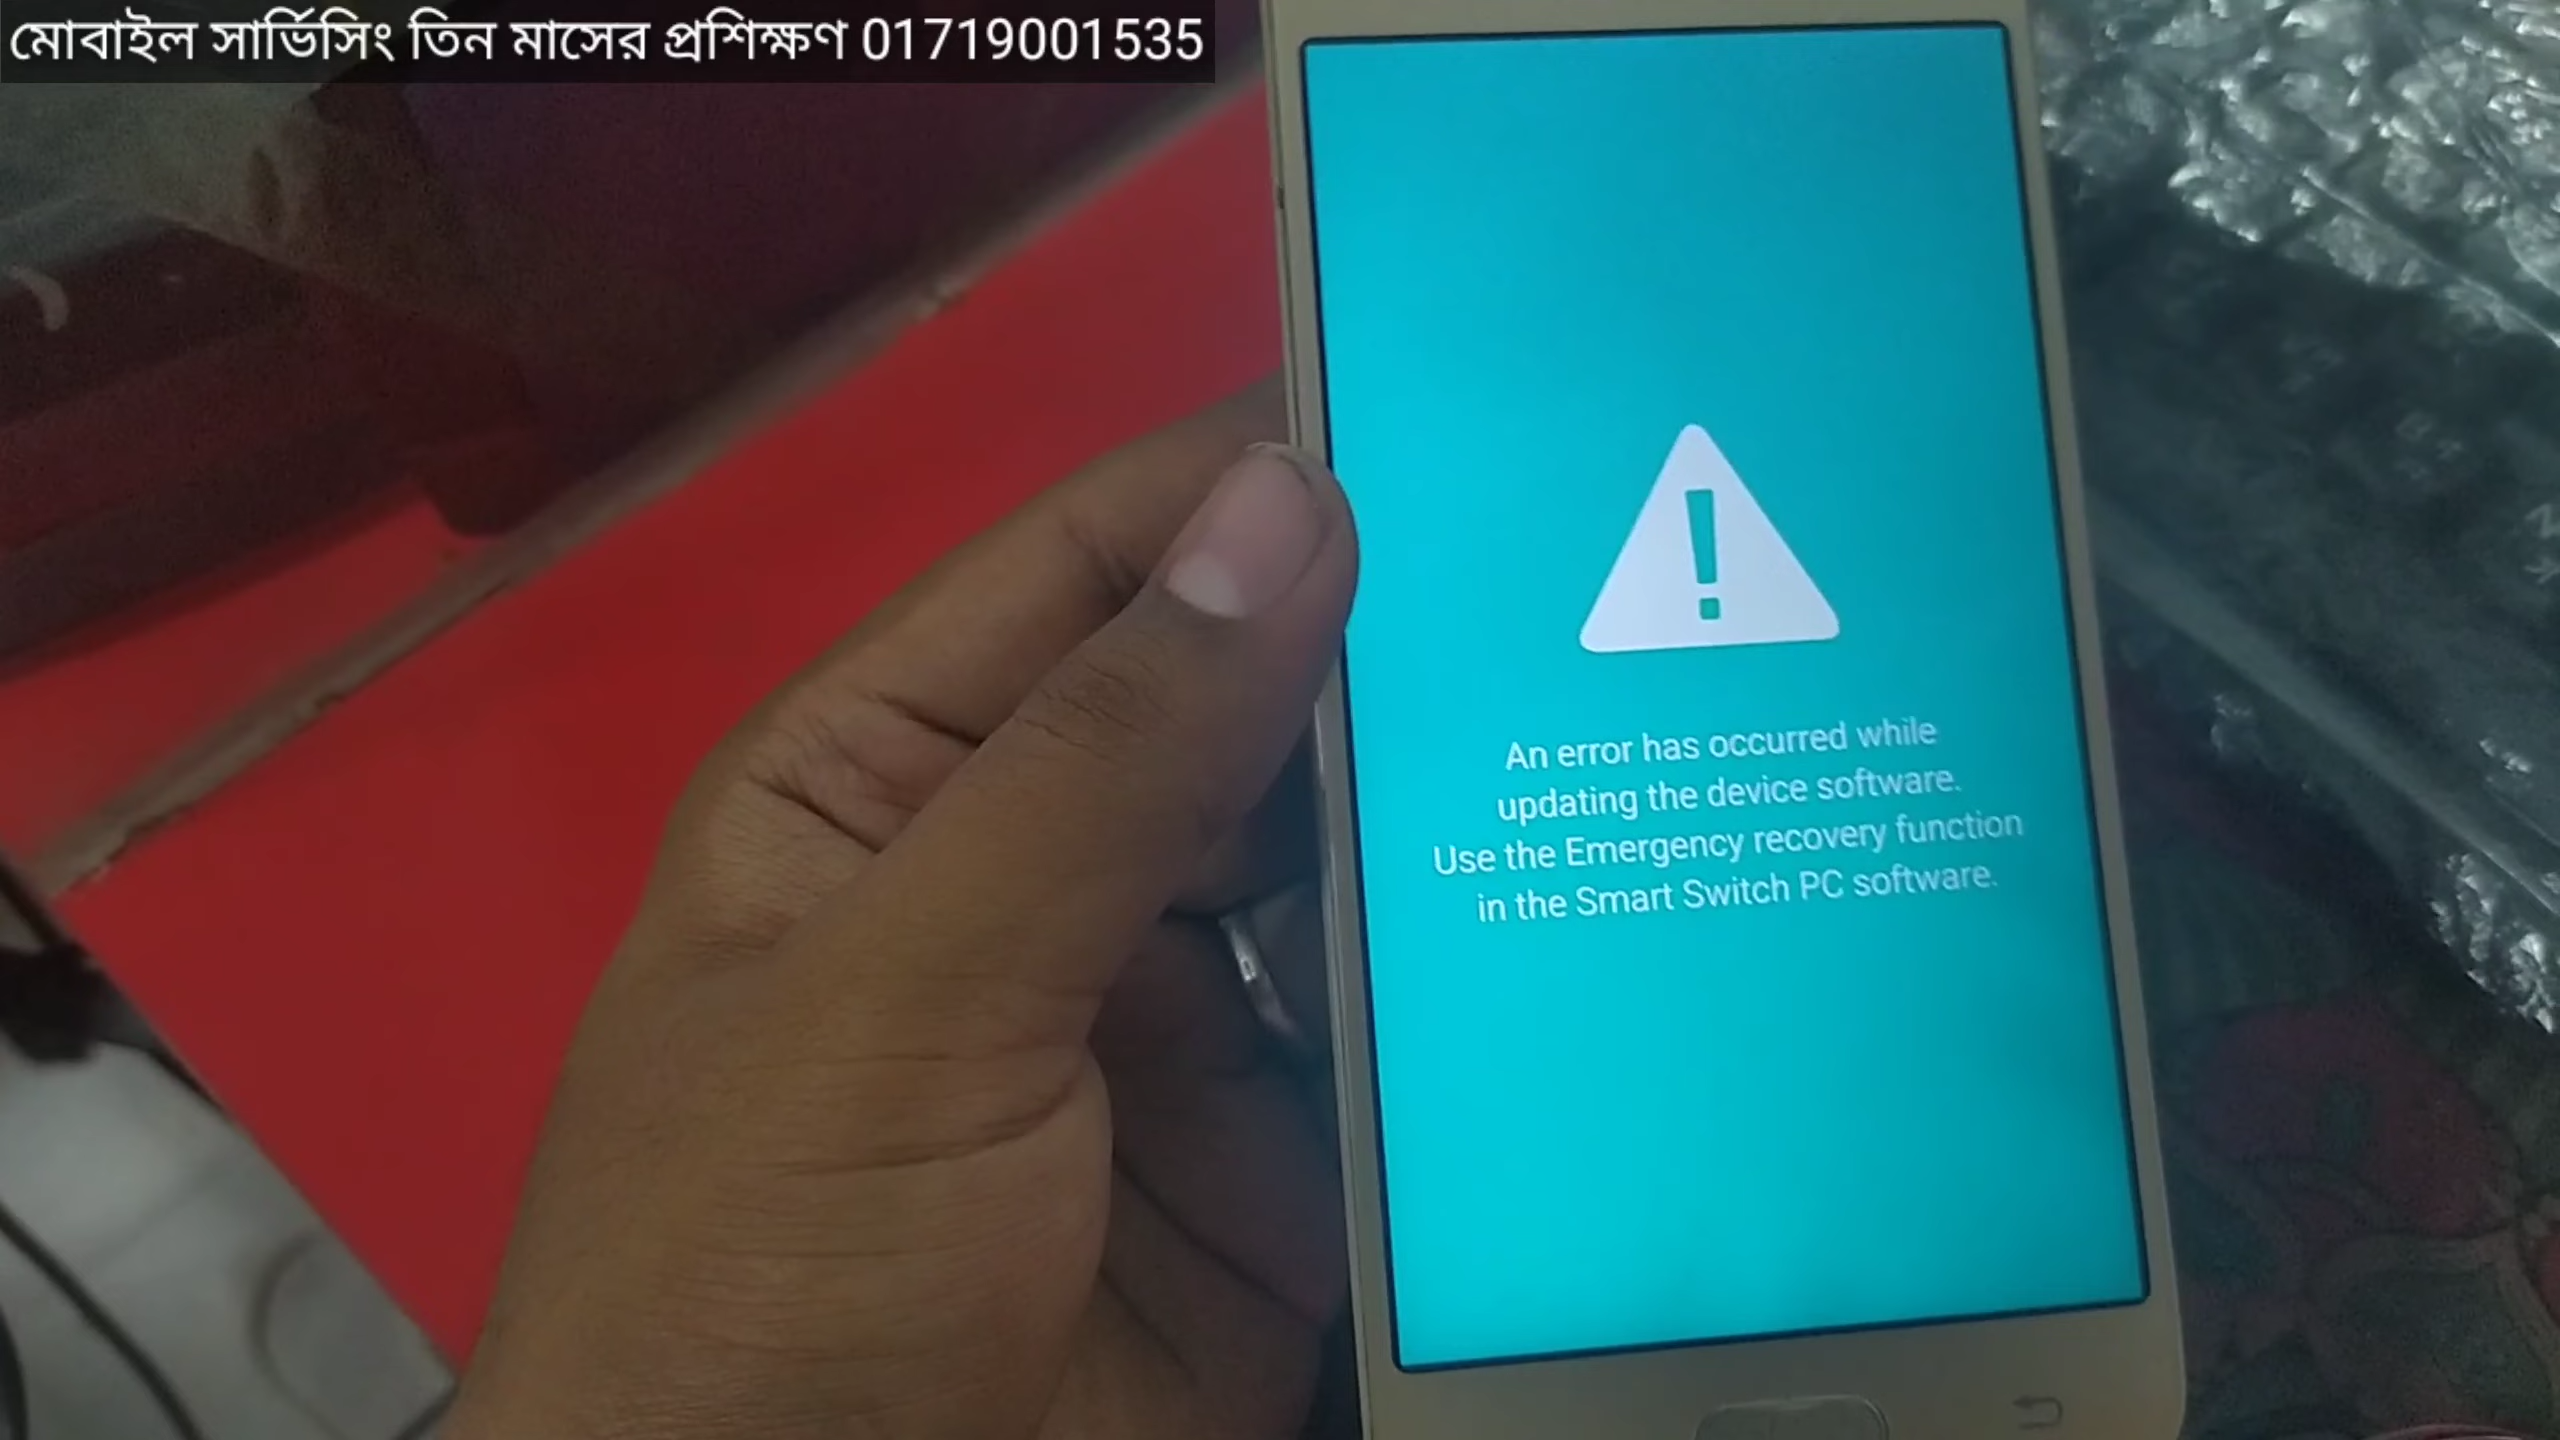 মোবাইল সার্ভিসিং তিন মাসের প্রশিক্ষণ 01719001535
An error has occurred while
updating the device software.
Use the Emergency recovery function
in the Smart Switch PC software.